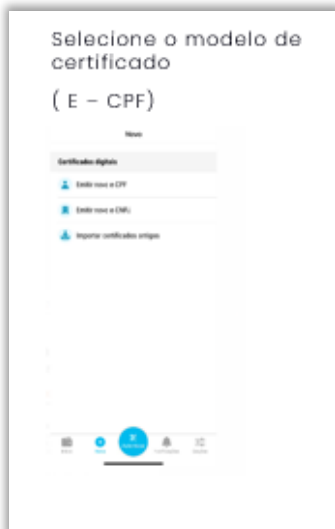 Selecione o modelo de
certificado
( E – CPF)
Novo
Certificados digitais
Emitir novo e-CPF
Emitir novo e-CNPJ
Importar certificados antigos